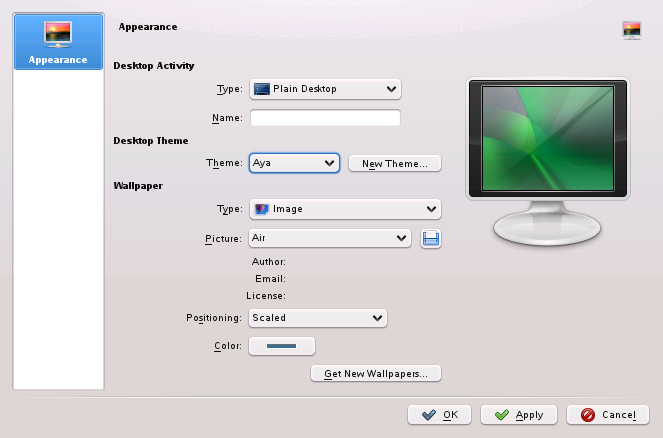 Appearance
Appearance
Desktop Activity
Type: Plain Desktop
Name:
Desktop Theme
Theme: Aya New Theme...
Wallpaper
Type: Image
Picture: Air
Author:
Email:
License:
Positioning: Scaled
Color:
Get New Wallpapers...
OK Apply Cancel